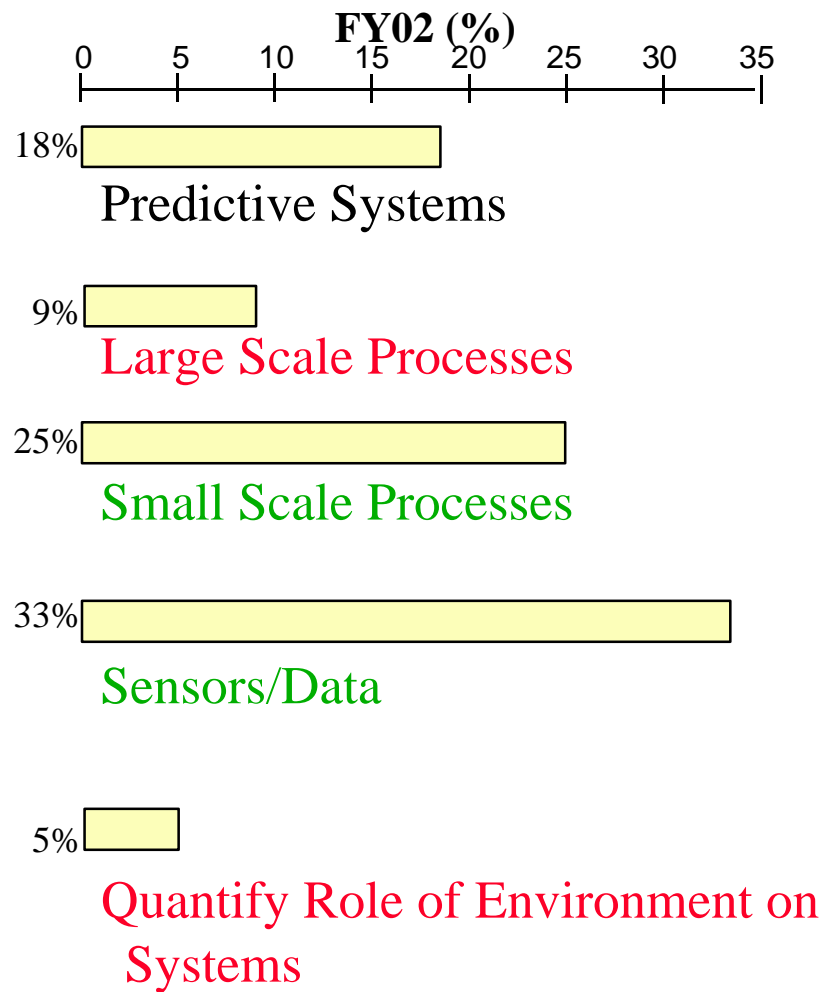 FY02 (%)
0 5 10 15 20 25 30 35
18%
Predictive Systems
9%
Large Scale Processes
25%
Small Scale Processes
33%
Sensors/Data
5%
Quantify Role of Environment on
Systems